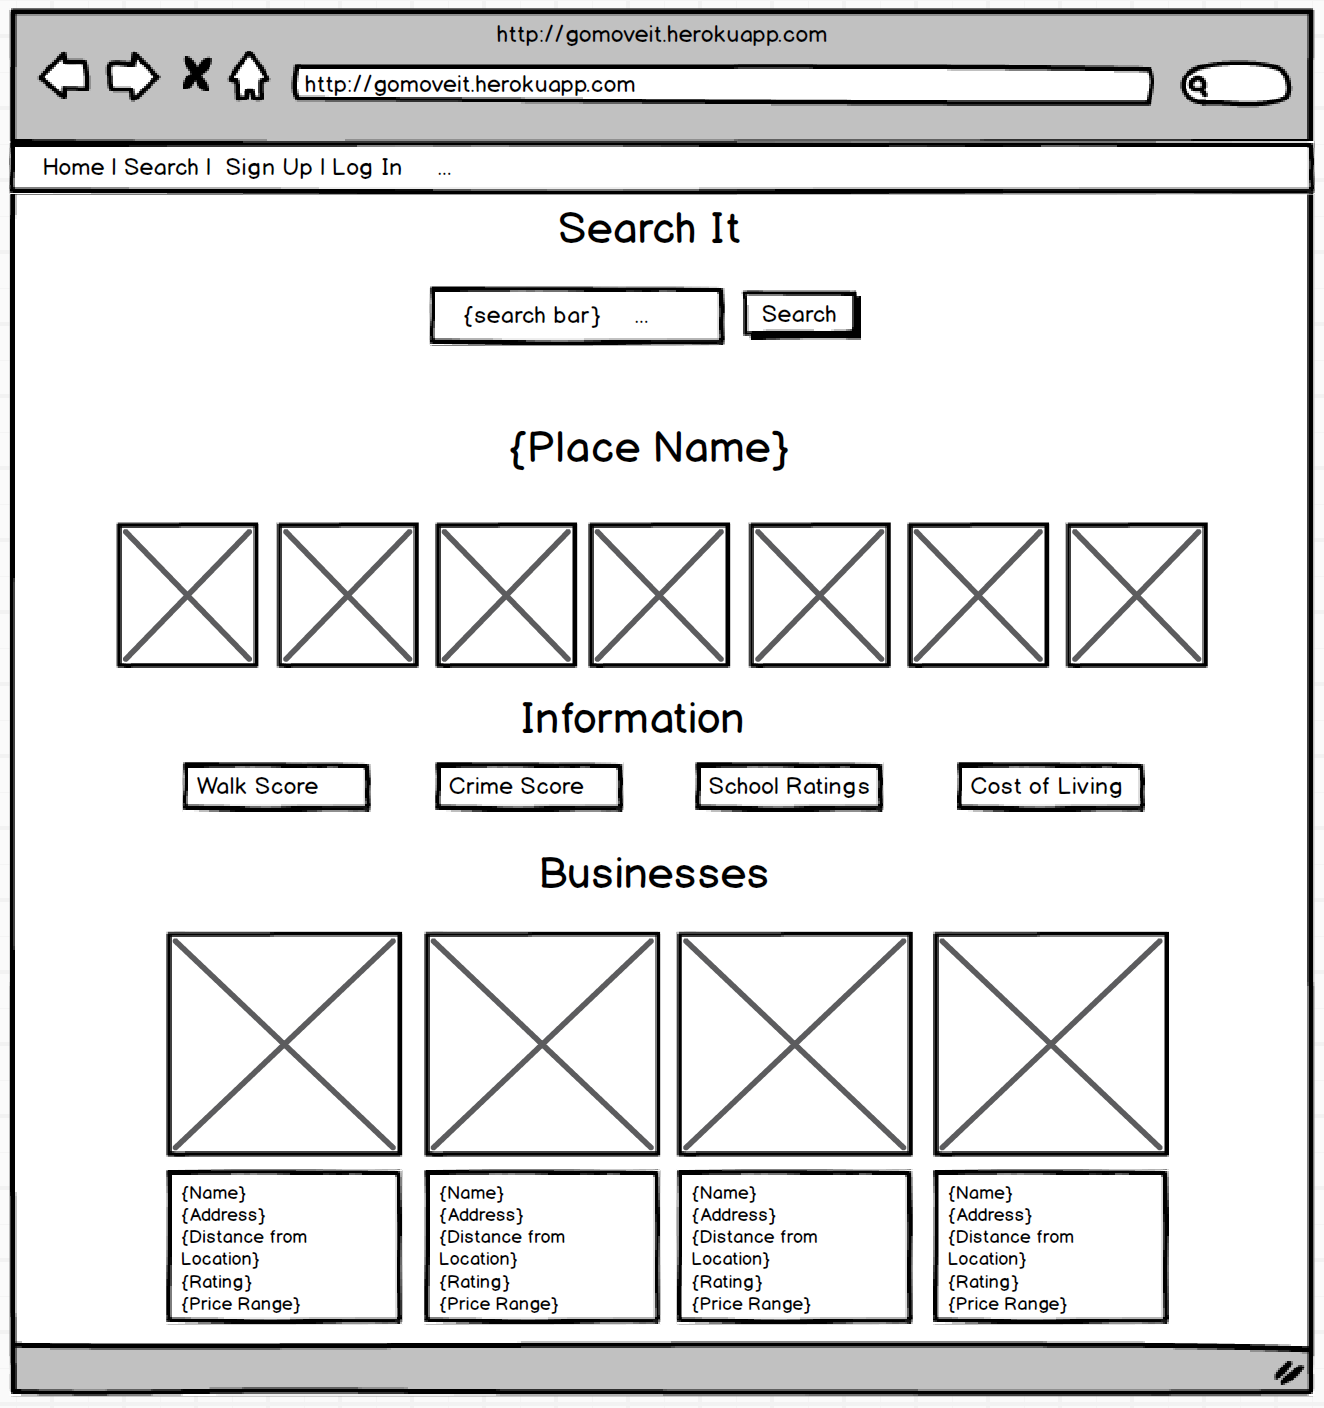 http://gomoveit.herokuapp.com
http://gomoveit.herokuapp.com
Home | Search | Sign Up | Log In ...
Search It
{search bar} ...
Search
{Place Name}
Information
Walk Score
Crime Score
School Ratings
Cost of Living
Businesses
{Name}
{Address}
{Distance from
Location}
{Rating}
{Price Range}
{Name}
{Address}
{Distance from
Location}
{Rating}
{Price Range}
{Name}
{Address}
{Distance from
Location}
{Rating}
{Price Range}
{Name}
{Address}
{Distance from
Location}
{Rating}
{Price Range}